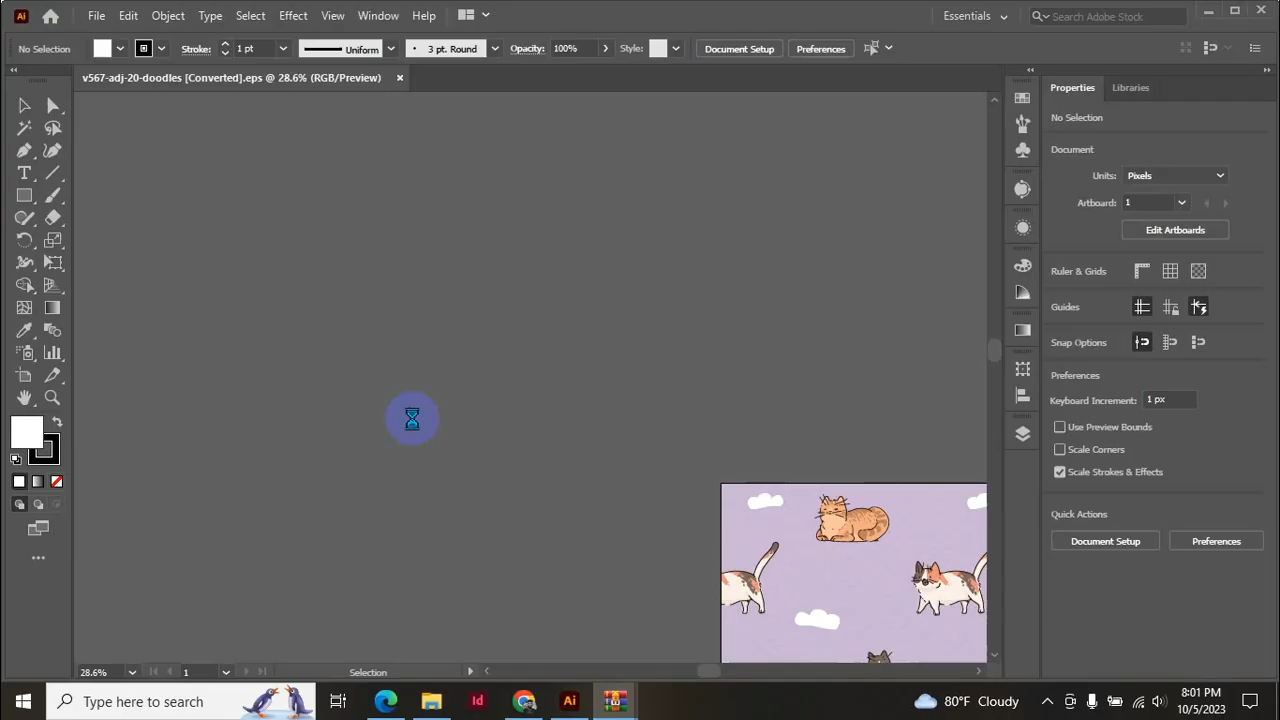 Ai File Edit Object Type Select Effect View Window Help Essentials Search Adobe Stock
No Selection Stroke: 1 pt Uniform 3 pt. Round Opacity: 100% Style: Document Setup Preferences
v567-adj-20-doodles [Converted].eps @ 28.6% (RGB/Preview)
Properties Libraries
No Selection
Document
Units: Pixels
Artboard: 1
Edit Artboards
Ruler & Grids
Guides
Snap Options
Preferences
Keyboard Increment: 1 px
Use Preview Bounds
Scale Corners
Scale Strokes & Effects
Quick Actions
Document Setup Preferences
28.6% 1 Selection
Type here to search Id Ai 80°F Cloudy 8:01 PM
10/5/2023